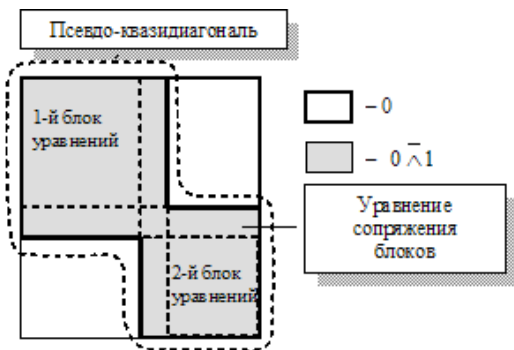 Псевдо-квазидиагональ
1-й блок
уравнений
– 0
– 0 ⊼ 1
Уравнение
сопряжения
блоков
2-й блок
уравнений